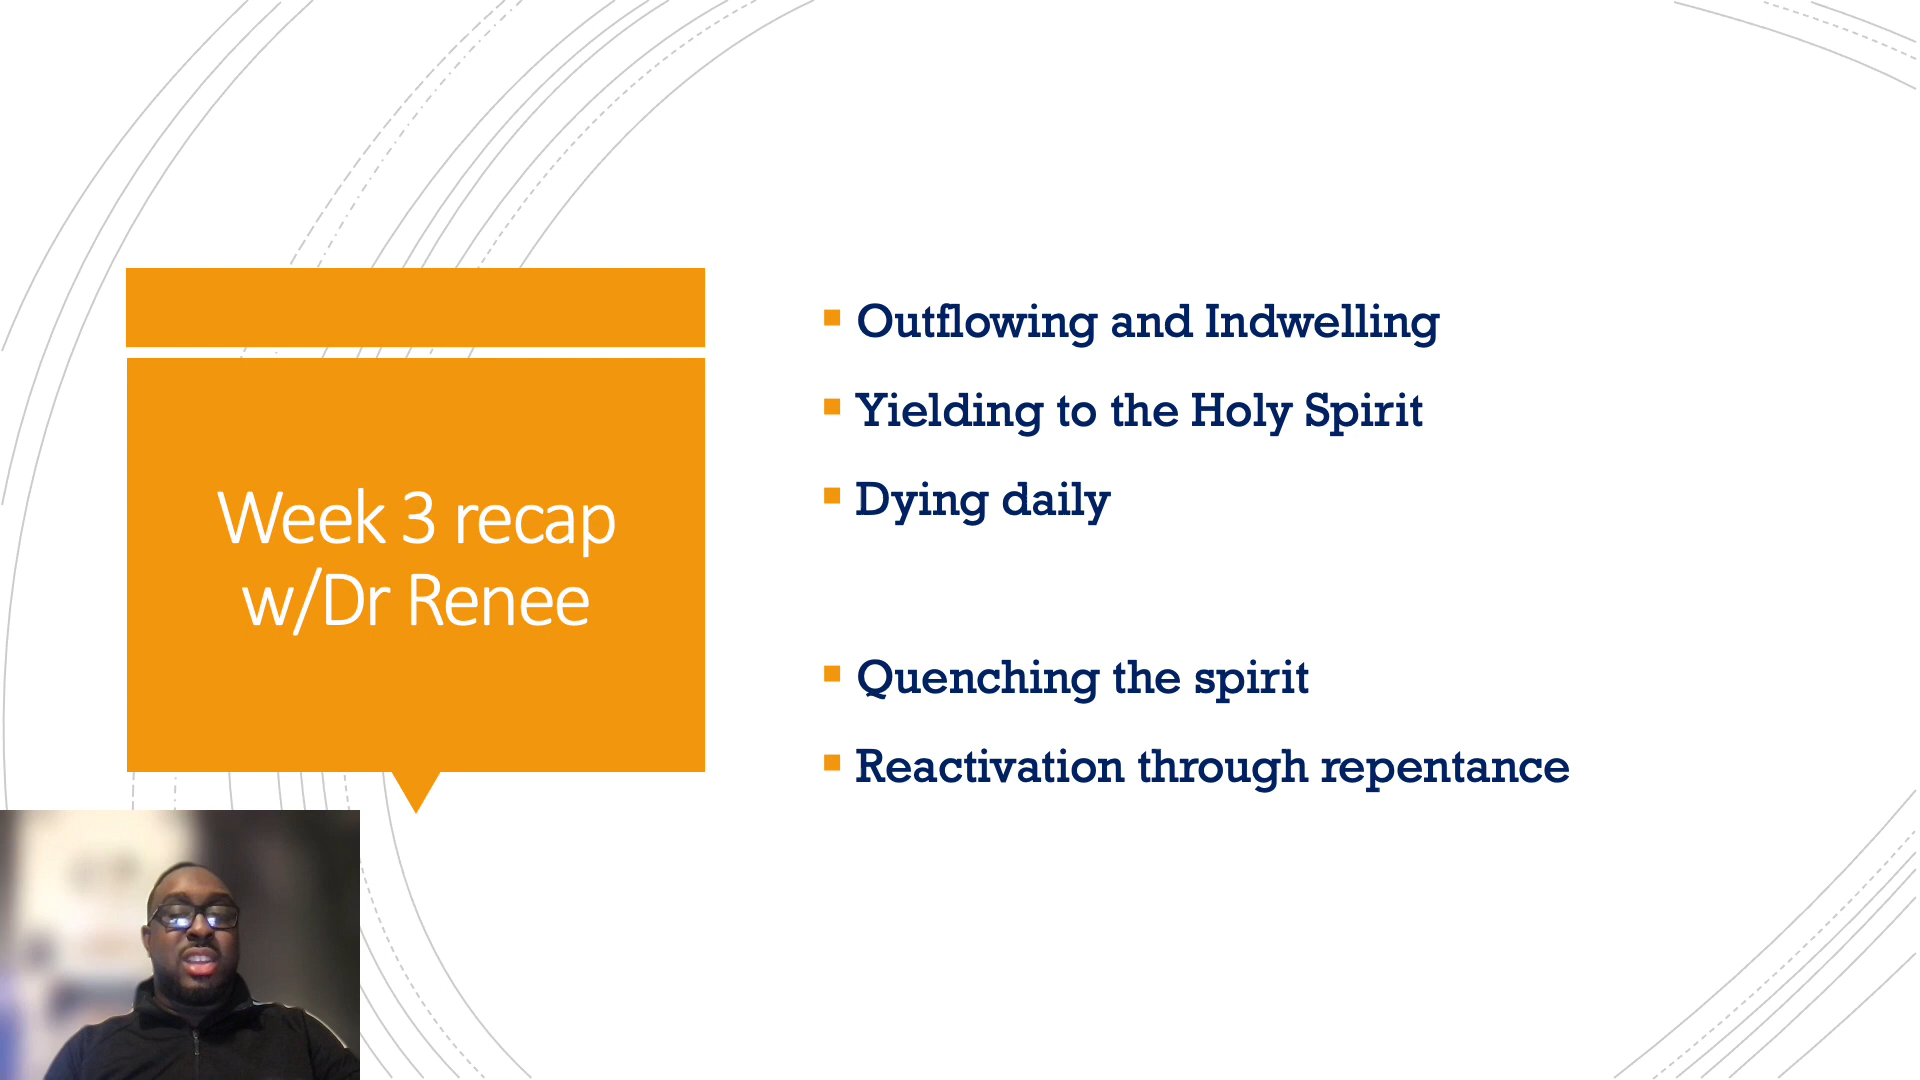 Week 3 recap
w/Dr Renee
Outflowing and Indwelling
Yielding to the Holy Spirit
Dying daily
Quenching the spirit
Reactivation through repentance